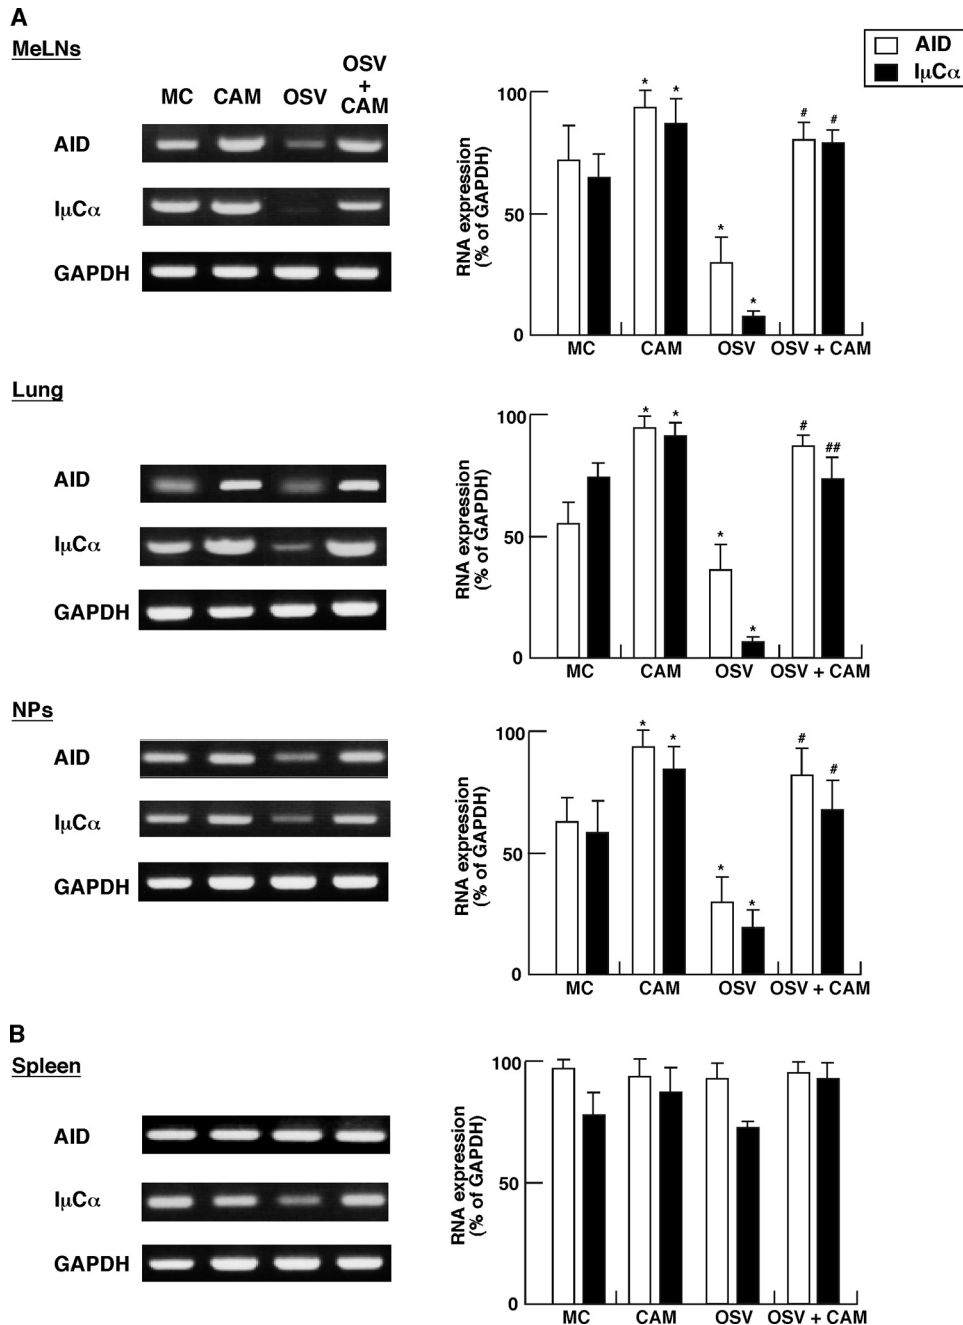 A
MeLNs
MC CAM OSV OSV + CAM
AID
IμCα
GAPDH
AID
IμCα
RNA expression
(% of GAPDH)
100
50
0
* * * * # #
MC CAM OSV OSV + CAM
Lung
AID
IμCα
GAPDH
RNA expression
(% of GAPDH)
100
50
0
* * * * # ##
MC CAM OSV OSV + CAM
NPs
AID
IμCα
GAPDH
RNA expression
(% of GAPDH)
100
50
0
* * * * # #
MC CAM OSV OSV + CAM
B
Spleen
AID
IμCα
GAPDH
RNA expression
(% of GAPDH)
100
50
0
MC CAM OSV OSV + CAM